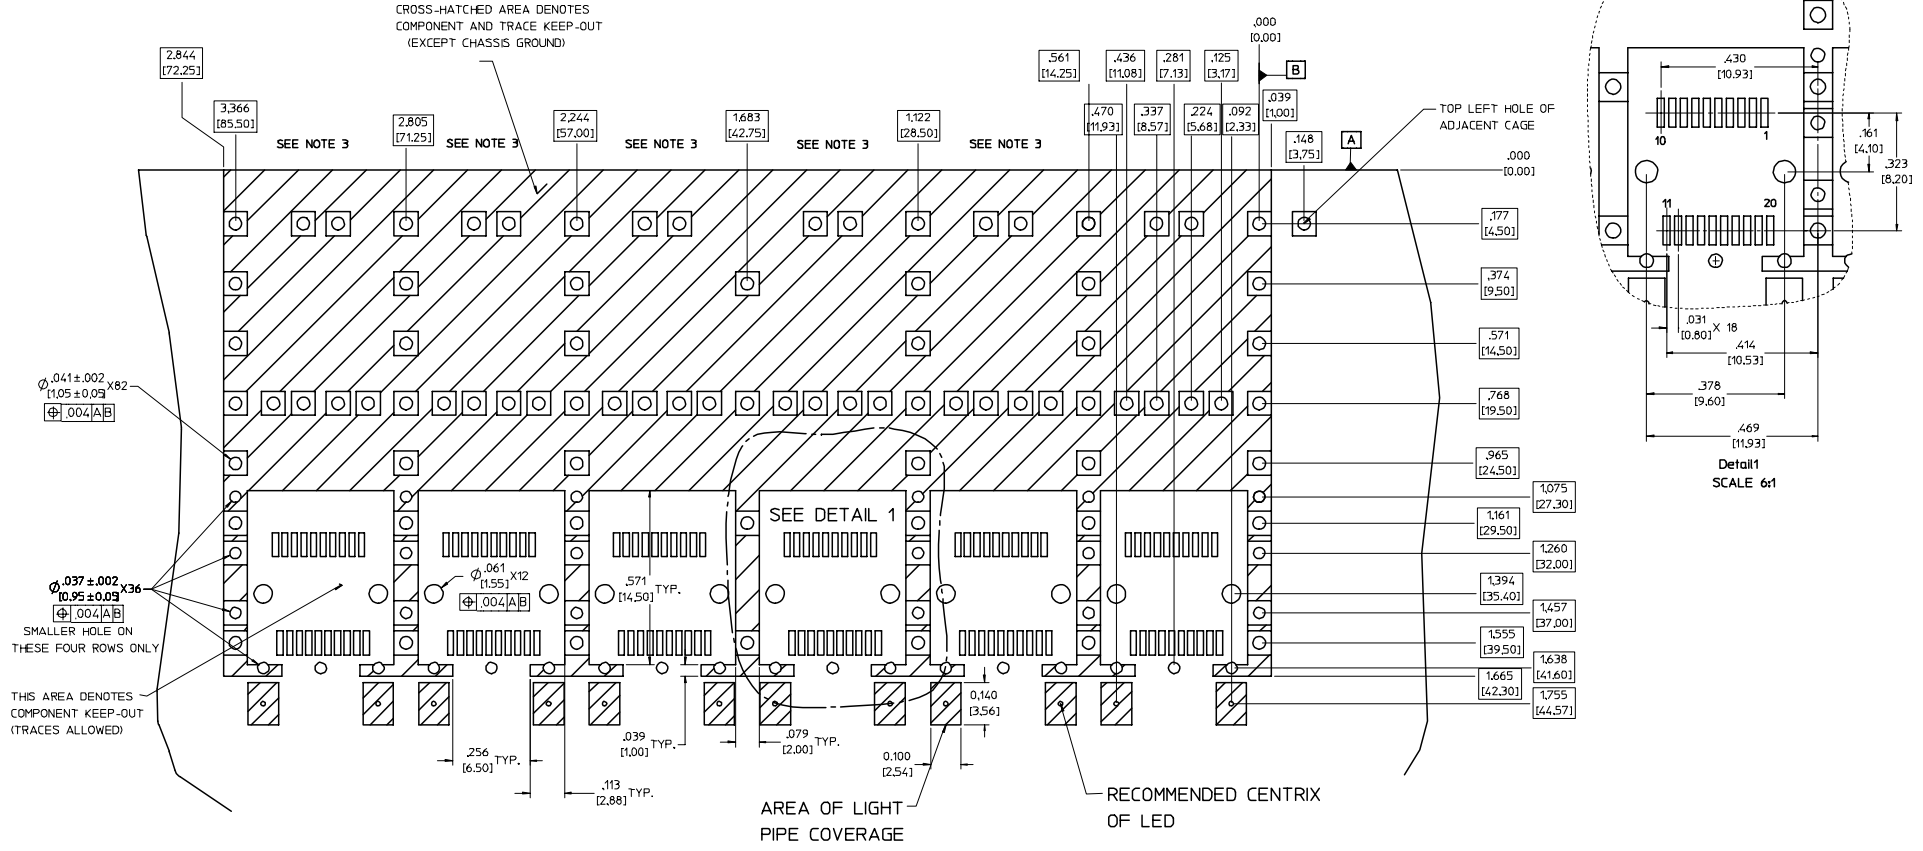 CROSS-HATCHED AREA DENOTES
COMPONENT AND TRACE KEEP-OUT
(EXCEPT CHASSIS GROUND)
2.844
[72.25]
3.366
[85.50]
2.805
[71.25]
2.244
[57.00]
1.683
[42.75]
1.122
[28.50]
.561
[14.25]
.436
[11.08]
.281
[7.13]
.125
[3.17]
.000
[0.00]
B
.470
[11.93]
.337
[8.57]
.224
[5.68]
.092
[2.33]
.039
[1.00]
.148
[3.75]
A
TOP LEFT HOLE OF
ADJACENT CAGE
SEE NOTE 3
SEE NOTE 3
SEE NOTE 3
SEE NOTE 3
SEE NOTE 3
.000
[0.00]
.177
[4.50]
.374
[9.50]
.571
[14.50]
.768
[19.50]
.965
[24.50]
1.075
[27.30]
1.161
[29.50]
1.260
[32.00]
1.394
[35.40]
1.457
[37.00]
1.555
[39.50]
1.638
[41.60]
1.665
[42.30]
1.755
[44.57]
Ø .041±.002 X82
[1.05±0.05]
⌖ .004 A B
Ø .037±.002 X36
[0.95±0.05]
⌖ .004 A B
SMALLER HOLE ON
THESE FOUR ROWS ONLY
THIS AREA DENOTES
COMPONENT KEEP-OUT
(TRACES ALLOWED)
Ø .061 X12
[1.55]
⌖ .004 A B
.571 TYP.
[14.50]
SEE DETAIL 1
.256 TYP.
[6.50]
.113 TYP.
[2.88]
.039 TYP.
[1.00]
.079 TYP.
[2.00]
0.140
[3.56]
0.100
[2.54]
AREA OF LIGHT
PIPE COVERAGE
RECOMMENDED CENTRIX
OF LED
.430
[10.93]
10
1
.161
[4.10]
.323
[8.20]
11
20
.031 X 18
[0.80]
.414
[10.53]
.378
[9.60]
.469
[11.93]
Detail1
SCALE 6:1